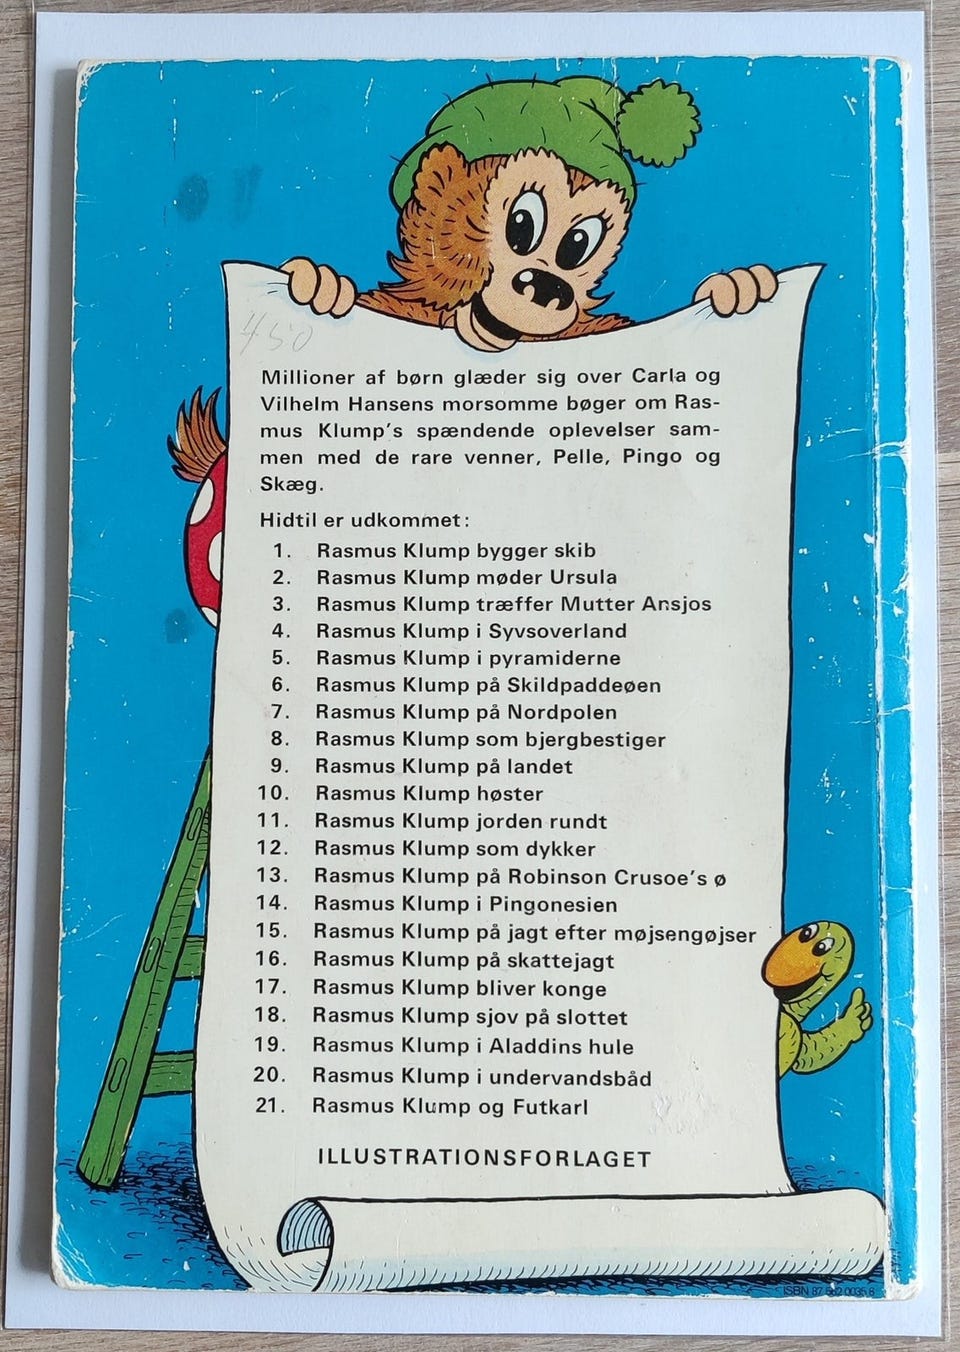 450
Millioner af børn glæder sig over Carla og
Vilhelm Hansens morsomme bøger om Ras-
mus Klump's spændende oplevelser sam-
men med de rare venner, Pelle, Pingo og
Skæg.
Hidtil er udkommet:
1. Rasmus Klump bygger skib
2. Rasmus Klump møder Ursula
3. Rasmus Klump træffer Mutter Ansjos
4. Rasmus Klump i Syvsoverland
5. Rasmus Klump i pyramiderne
6. Rasmus Klump på Skildpaddeøen
7. Rasmus Klump på Nordpolen
8. Rasmus Klump som bjergbestiger
9. Rasmus Klump på landet
10. Rasmus Klump høster
11. Rasmus Klump jorden rundt
12. Rasmus Klump som dykker
13. Rasmus Klump på Robinson Crusoe's ø
14. Rasmus Klump i Pingonesien
15. Rasmus Klump på jagt efter møjsengøjser
16. Rasmus Klump på skattejagt
17. Rasmus Klump bliver konge
18. Rasmus Klump sjov på slottet
19. Rasmus Klump i Aladdins hule
20. Rasmus Klump i undervandsbåd
21. Rasmus Klump og Futkarl
ILLUSTRATIONSFORLAGET
ISBN 87